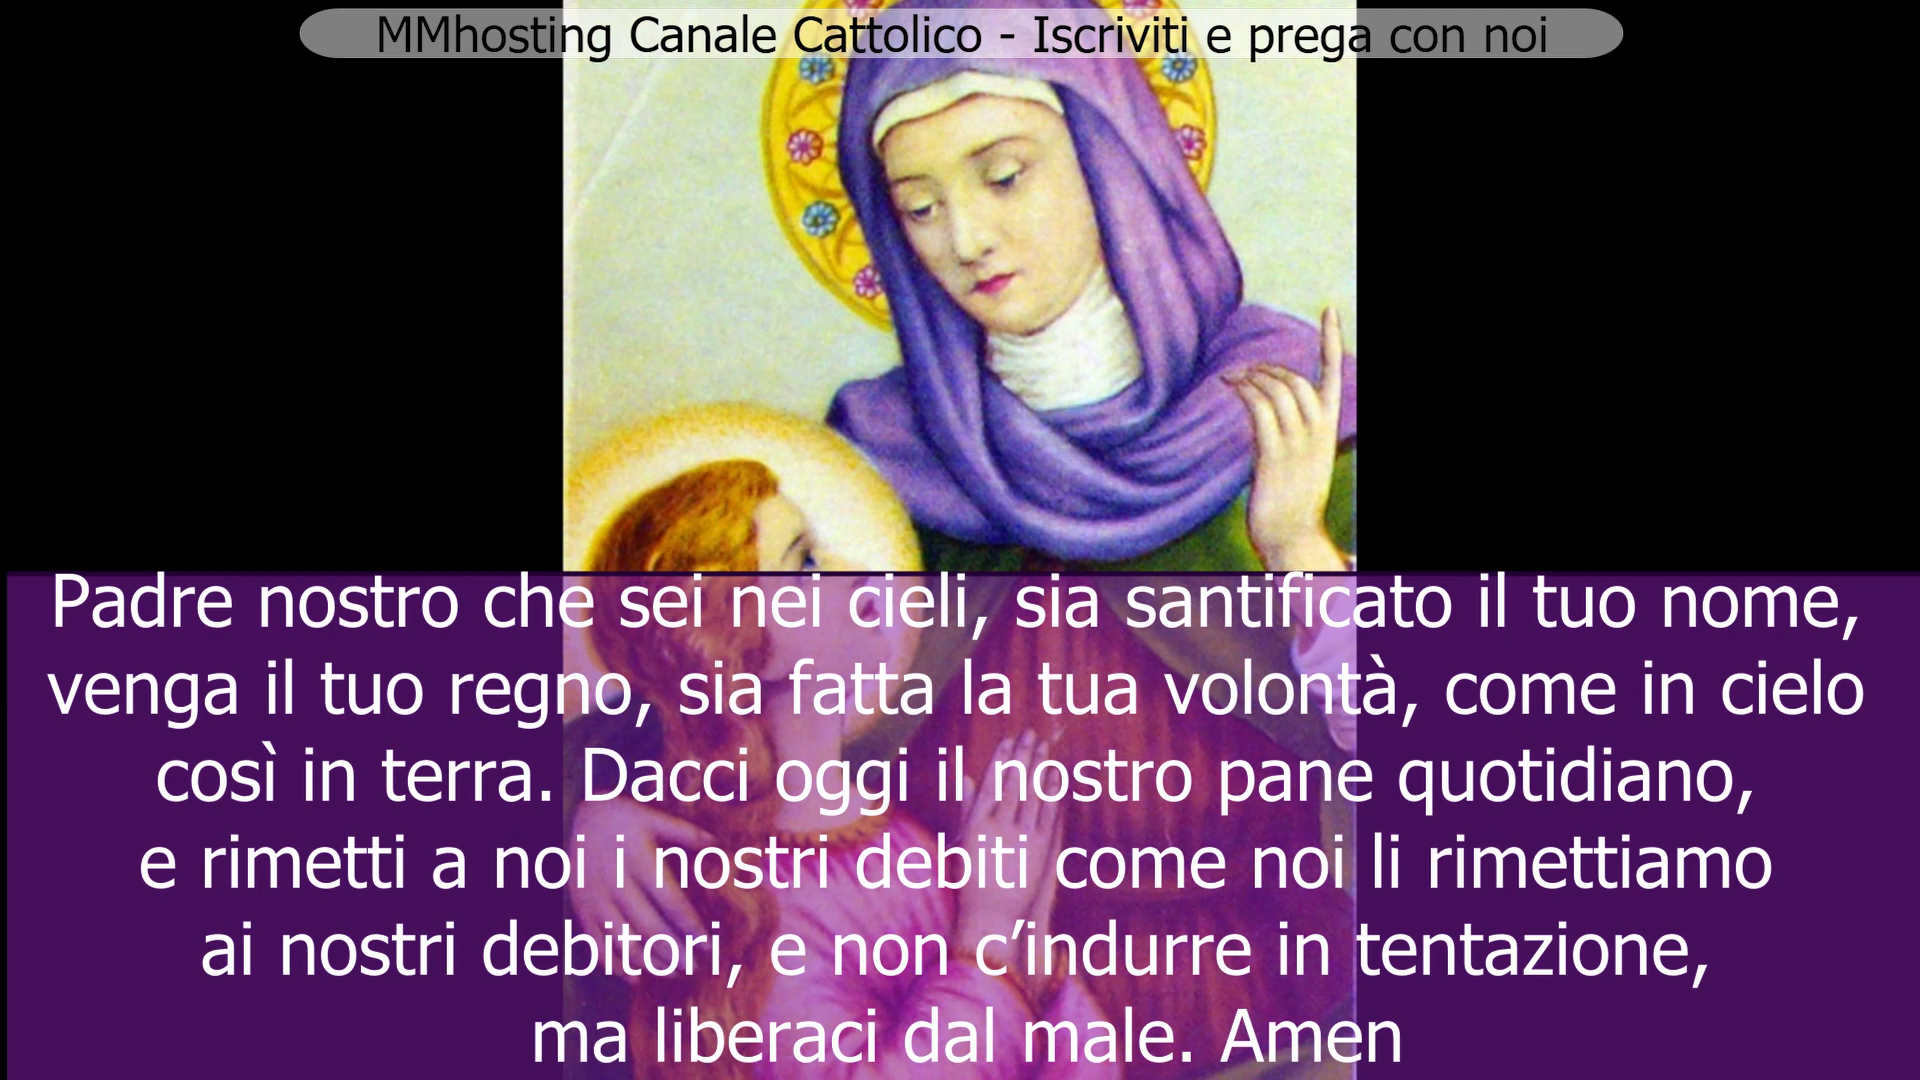 MMhosting Canale Cattolico - Iscriviti e prega con noi
Padre nostro che sei nei cieli, sia santificato il tuo nome,
venga il tuo regno, sia fatta la tua volontà, come in cielo
così in terra. Dacci oggi il nostro pane quotidiano,
e rimetti a noi i nostri debiti come noi li rimettiamo
ai nostri debitori, e non c’indurre in tentazione,
ma liberaci dal male. Amen